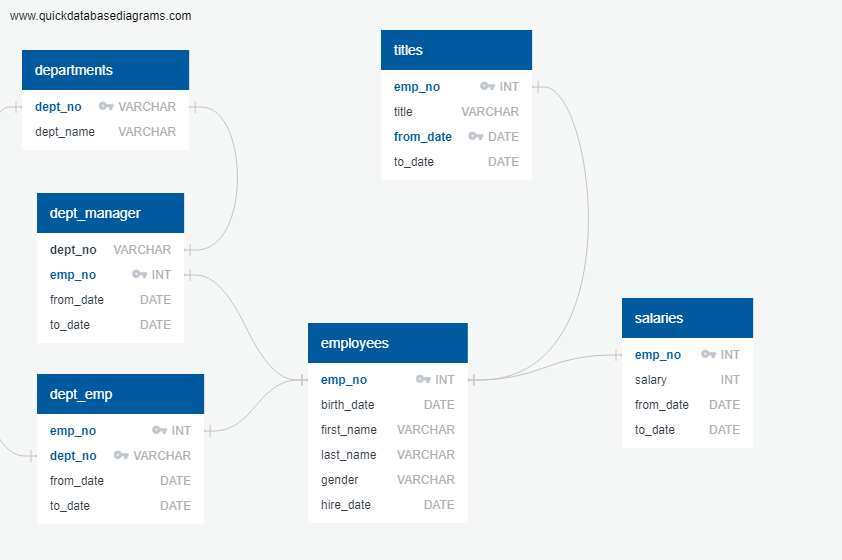 www.quickdatabasediagrams.com
departments
dept_no VARCHAR
dept_name VARCHAR
titles
emp_no INT
title VARCHAR
from_date DATE
to_date DATE
dept_manager
dept_no VARCHAR
emp_no INT
from_date DATE
to_date DATE
employees
emp_no INT
birth_date DATE
first_name VARCHAR
last_name VARCHAR
gender VARCHAR
hire_date DATE
salaries
emp_no INT
salary INT
from_date DATE
to_date DATE
dept_emp
emp_no INT
dept_no VARCHAR
from_date DATE
to_date DATE